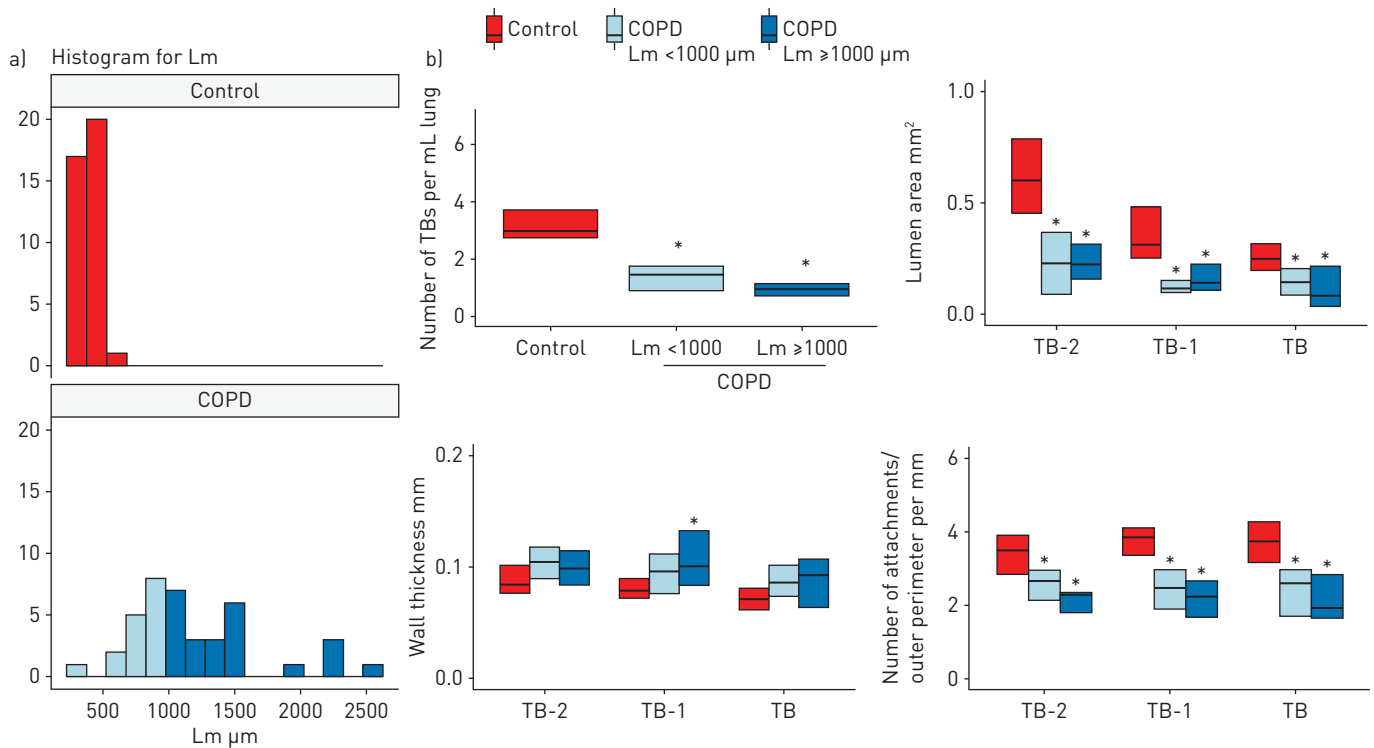 Control
COPD
Lm <1000 µm
COPD
Lm ⩾1000 µm
a) Histogram for Lm
Control
20
15
10
5
0
COPD
20
15
10
5
0
500 1000 1500 2000 2500
Lm µm
b)
Number of TBs per mL lung
6
4
2
0
*
*
Control Lm <1000 Lm ⩾1000
COPD
Lumen area mm²
1.0
0.5
0.0
* *
* *
* *
TB-2 TB-1 TB
Wall thickness mm
0.2
0.1
0.0
*
TB-2 TB-1 TB
Number of attachments/
outer perimeter per mm
6
4
2
0
* *
* *
* *
TB-2 TB-1 TB